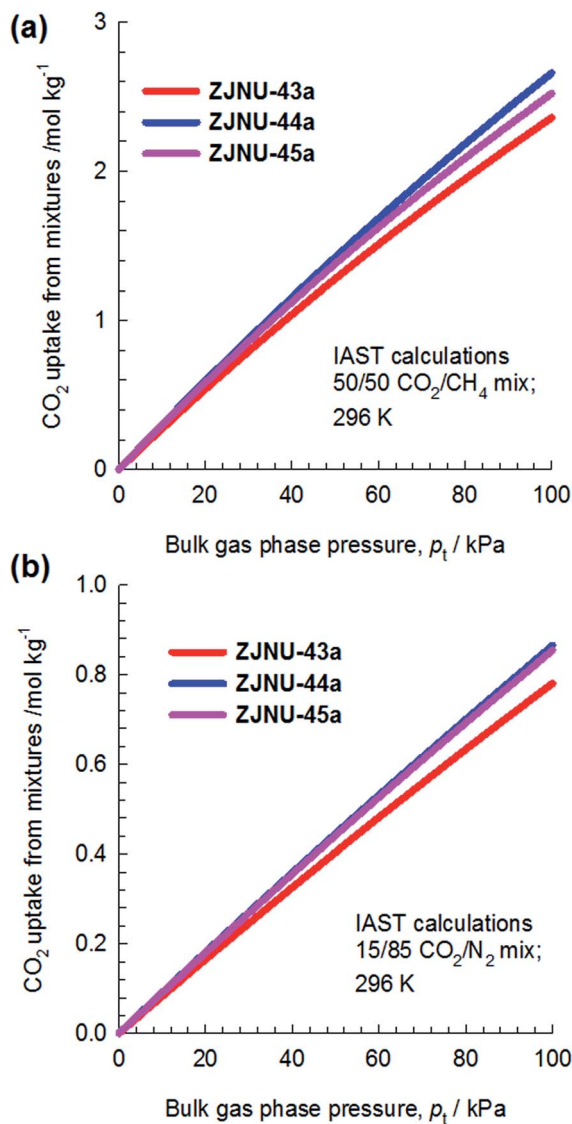 (a)
CO2 uptake from mixtures /mol kg-1
3
2
1
0
ZJNU-43a
ZJNU-44a
ZJNU-45a
IAST calculations
50/50 CO2/CH4 mix;
296 K
0 20 40 60 80 100
Bulk gas phase pressure, pt / kPa
(b)
CO2 uptake from mixtures /mol kg-1
1.0
0.8
0.6
0.4
0.2
0.0
ZJNU-43a
ZJNU-44a
ZJNU-45a
IAST calculations
15/85 CO2/N2 mix;
296 K
0 20 40 60 80 100
Bulk gas phase pressure, pt / kPa